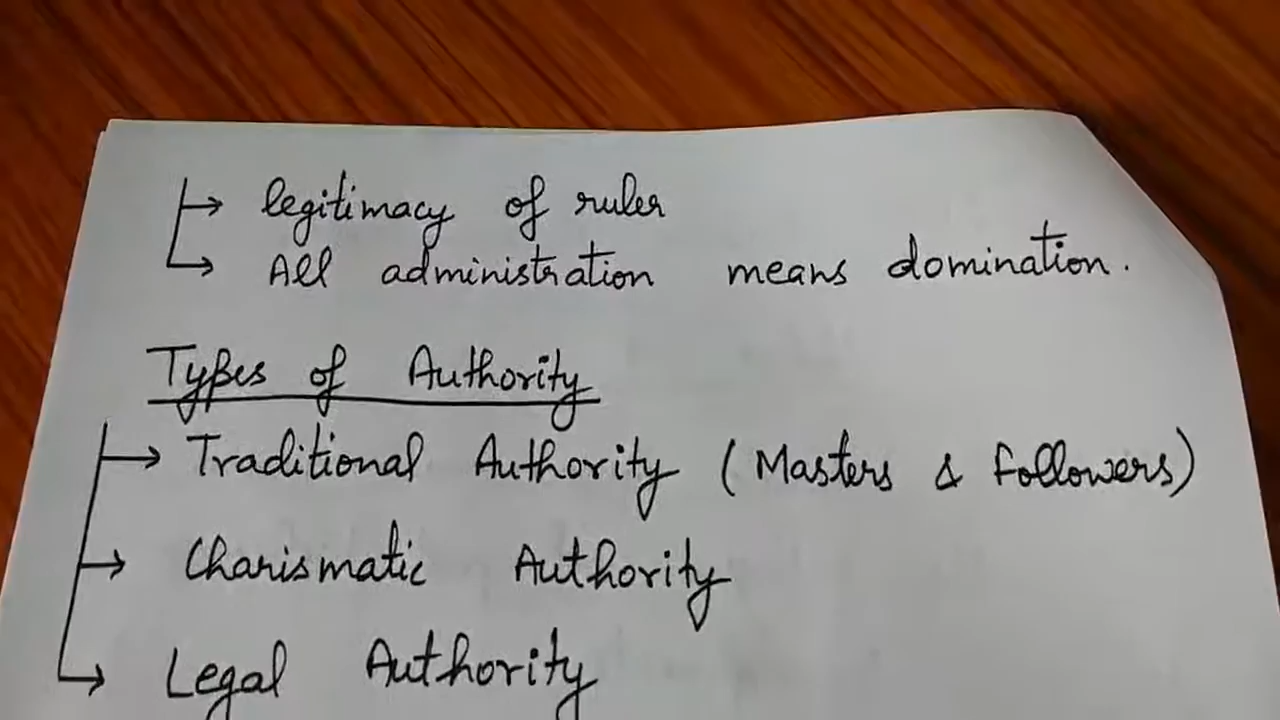 legitimacy of ruler
All administration means domination.
Types of Authority
Traditional Authority (Masters & Followers)
Charismatic Authority
Legal Authority